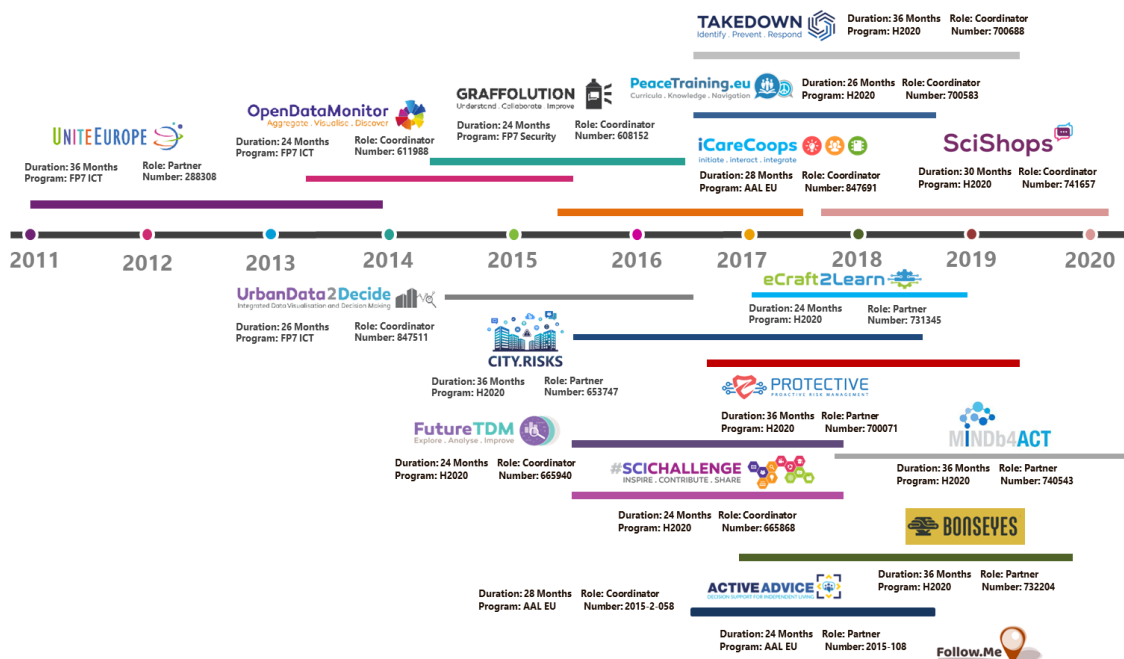 TAKEDOWN
Identify . Prevent . Respond
Duration: 36 Months Role: Coordinator
Program: H2020 Number: 700688
PeaceTraining.eu
Curricula . Knowledge . Navigation
Duration: 26 Months Role: Coordinator
Program: H2020 Number: 700583
GRAFFOLUTION
Understand . Collaborate . Improve
Duration: 24 Months Role: Coordinator
Program: FP7 Security Number: 608152
OpenDataMonitor
Aggregate . Visualise . Discover
Duration: 24 Months Role: Coordinator
Program: FP7 ICT Number: 611988
UNITEEUROPE
Duration: 36 Months Role: Partner
Program: FP7 ICT Number: 288308
iCareCoops
initiate . interact . integrate
Duration: 28 Months Role: Coordinator
Program: AAL EU Number: 847691
SciShops
Duration: 30 Months Role: Coordinator
Program: H2020 Number: 741657
2011 2012 2013 2014 2015 2016 2017 2018 2019 2020
UrbanData2Decide
Integrated Data Visualisation and Decision Making
Duration: 26 Months Role: Coordinator
Program: FP7 ICT Number: 847511
eCraft2Learn
Duration: 24 Months Role: Partner
Program: H2020 Number: 731345
CITY.RISKS
Duration: 36 Months Role: Partner
Program: H2020 Number: 653747
PROTECTIVE
PROACTIVE RISK MANAGEMENT
Duration: 36 Months Role: Partner
Program: H2020 Number: 700071
FutureTDM
Explore . Analyse . Improve
Duration: 24 Months Role: Coordinator
Program: H2020 Number: 665940
MINDb4ACT
Duration: 36 Months Role: Partner
Program: H2020 Number: 740543
#SCICHALLENGE
INSPIRE . CONTRIBUTE . SHARE
Duration: 24 Months Role: Coordinator
Program: H2020 Number: 665868
BONSEYES
Duration: 36 Months Role: Partner
Program: H2020 Number: 732204
ACTIVEADVICE
DECISION SUPPORT FOR INDEPENDENT LIVING
Duration: 28 Months Role: Coordinator
Program: AAL EU Number: 2015-2-058
Duration: 24 Months Role: Partner
Program: AAL EU Number: 2015-108
Follow.Me